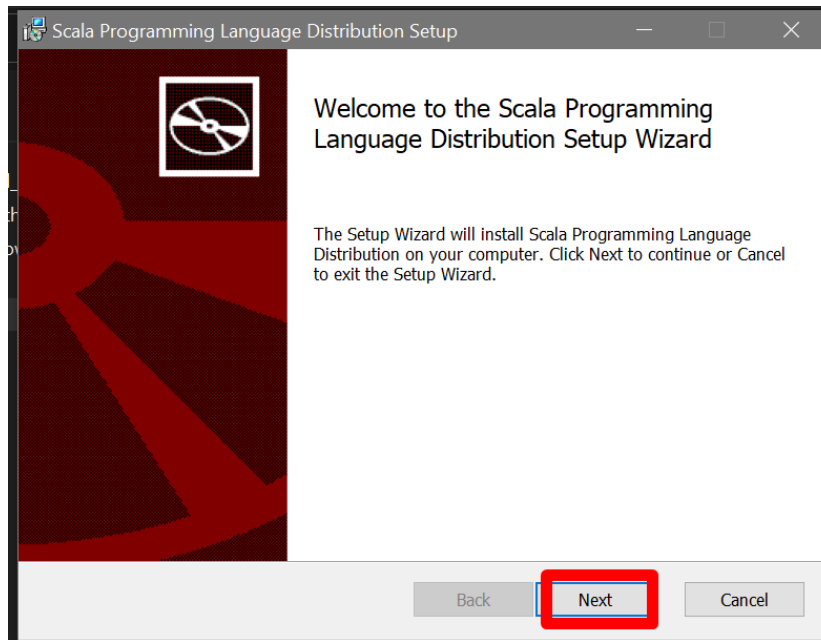 Scala Programming Language Distribution Setup
Welcome to the Scala Programming
Language Distribution Setup Wizard
The Setup Wizard will install Scala Programming Language
Distribution on your computer. Click Next to continue or Cancel
to exit the Setup Wizard.
Back Next Cancel